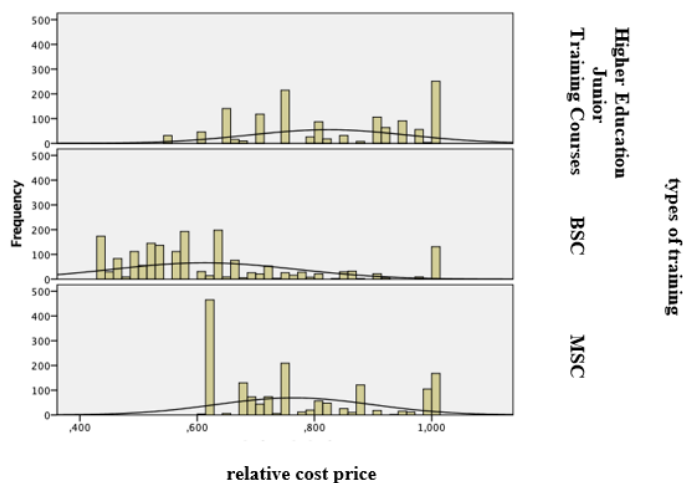 500
400
300
200
100
0
500
400
300
200
100
0
500
400
300
200
100
0
Frequency
,400
,600
,800
1,000
relative cost price
Higher Education
Junior
Training Courses
BSC
MSC
types of training